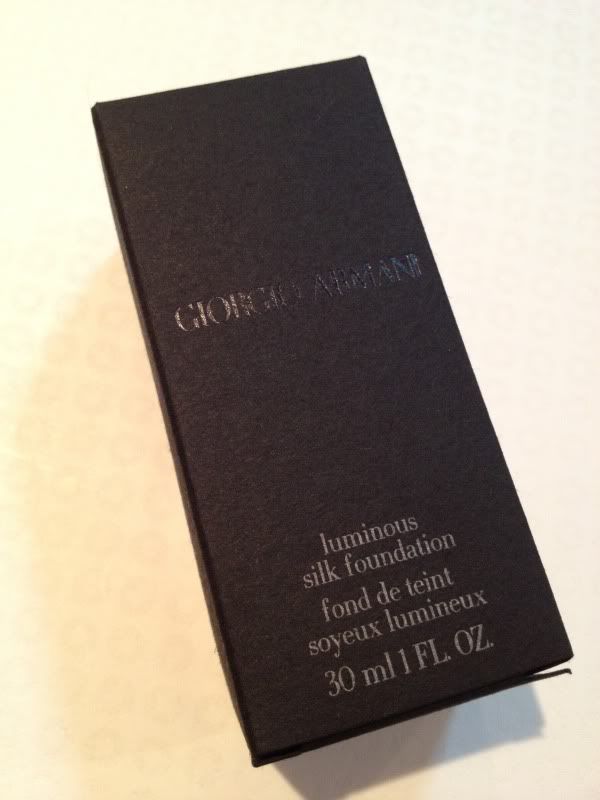 GIORGIO ARMANI
luminous
silk foundation
fond de teint
soyeux lumineux
30 ml 1 FL. OZ.